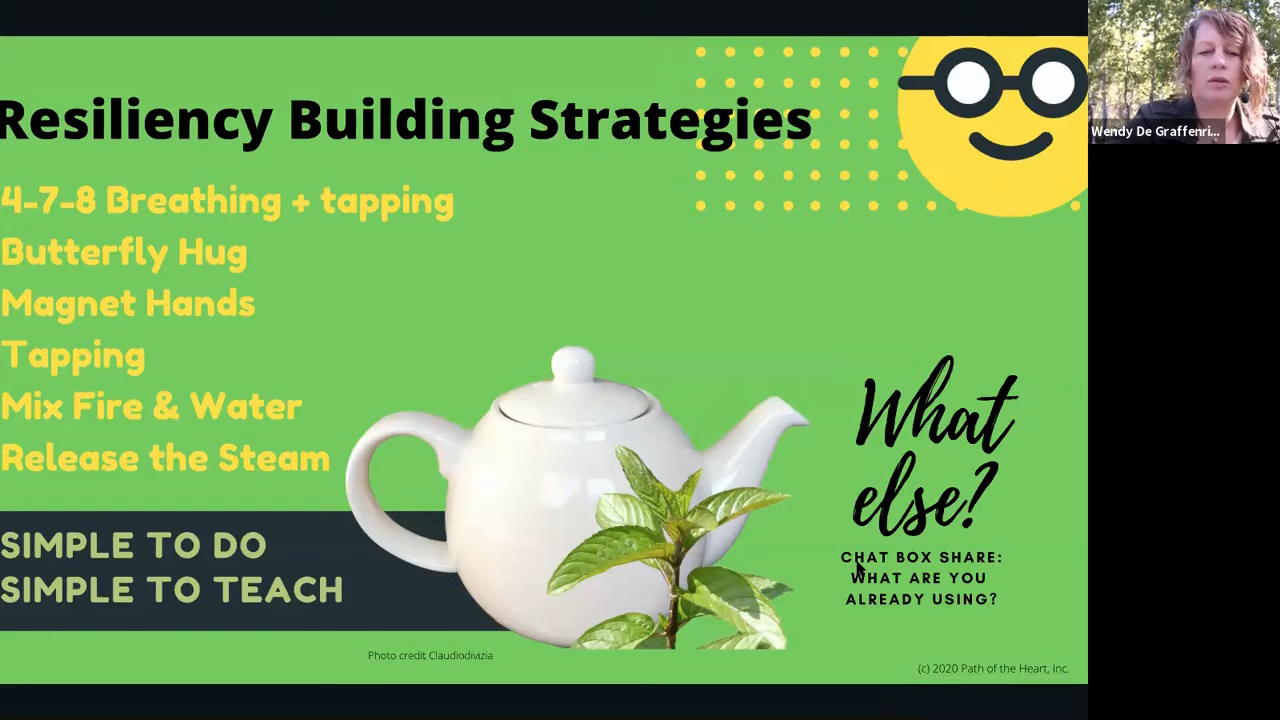 Resiliency Building Strategies
4-7-8 Breathing + tapping
Butterfly Hug
Magnet Hands
Tapping
Mix Fire & Water
Release the Steam
SIMPLE TO DO
SIMPLE TO TEACH
What
else?
CHAT BOX SHARE:
WHAT ARE YOU
ALREADY USING?
Photo credit Claudiodivizia
(c) 2020 Path of the Heart, Inc.
Wendy De Graffenri...